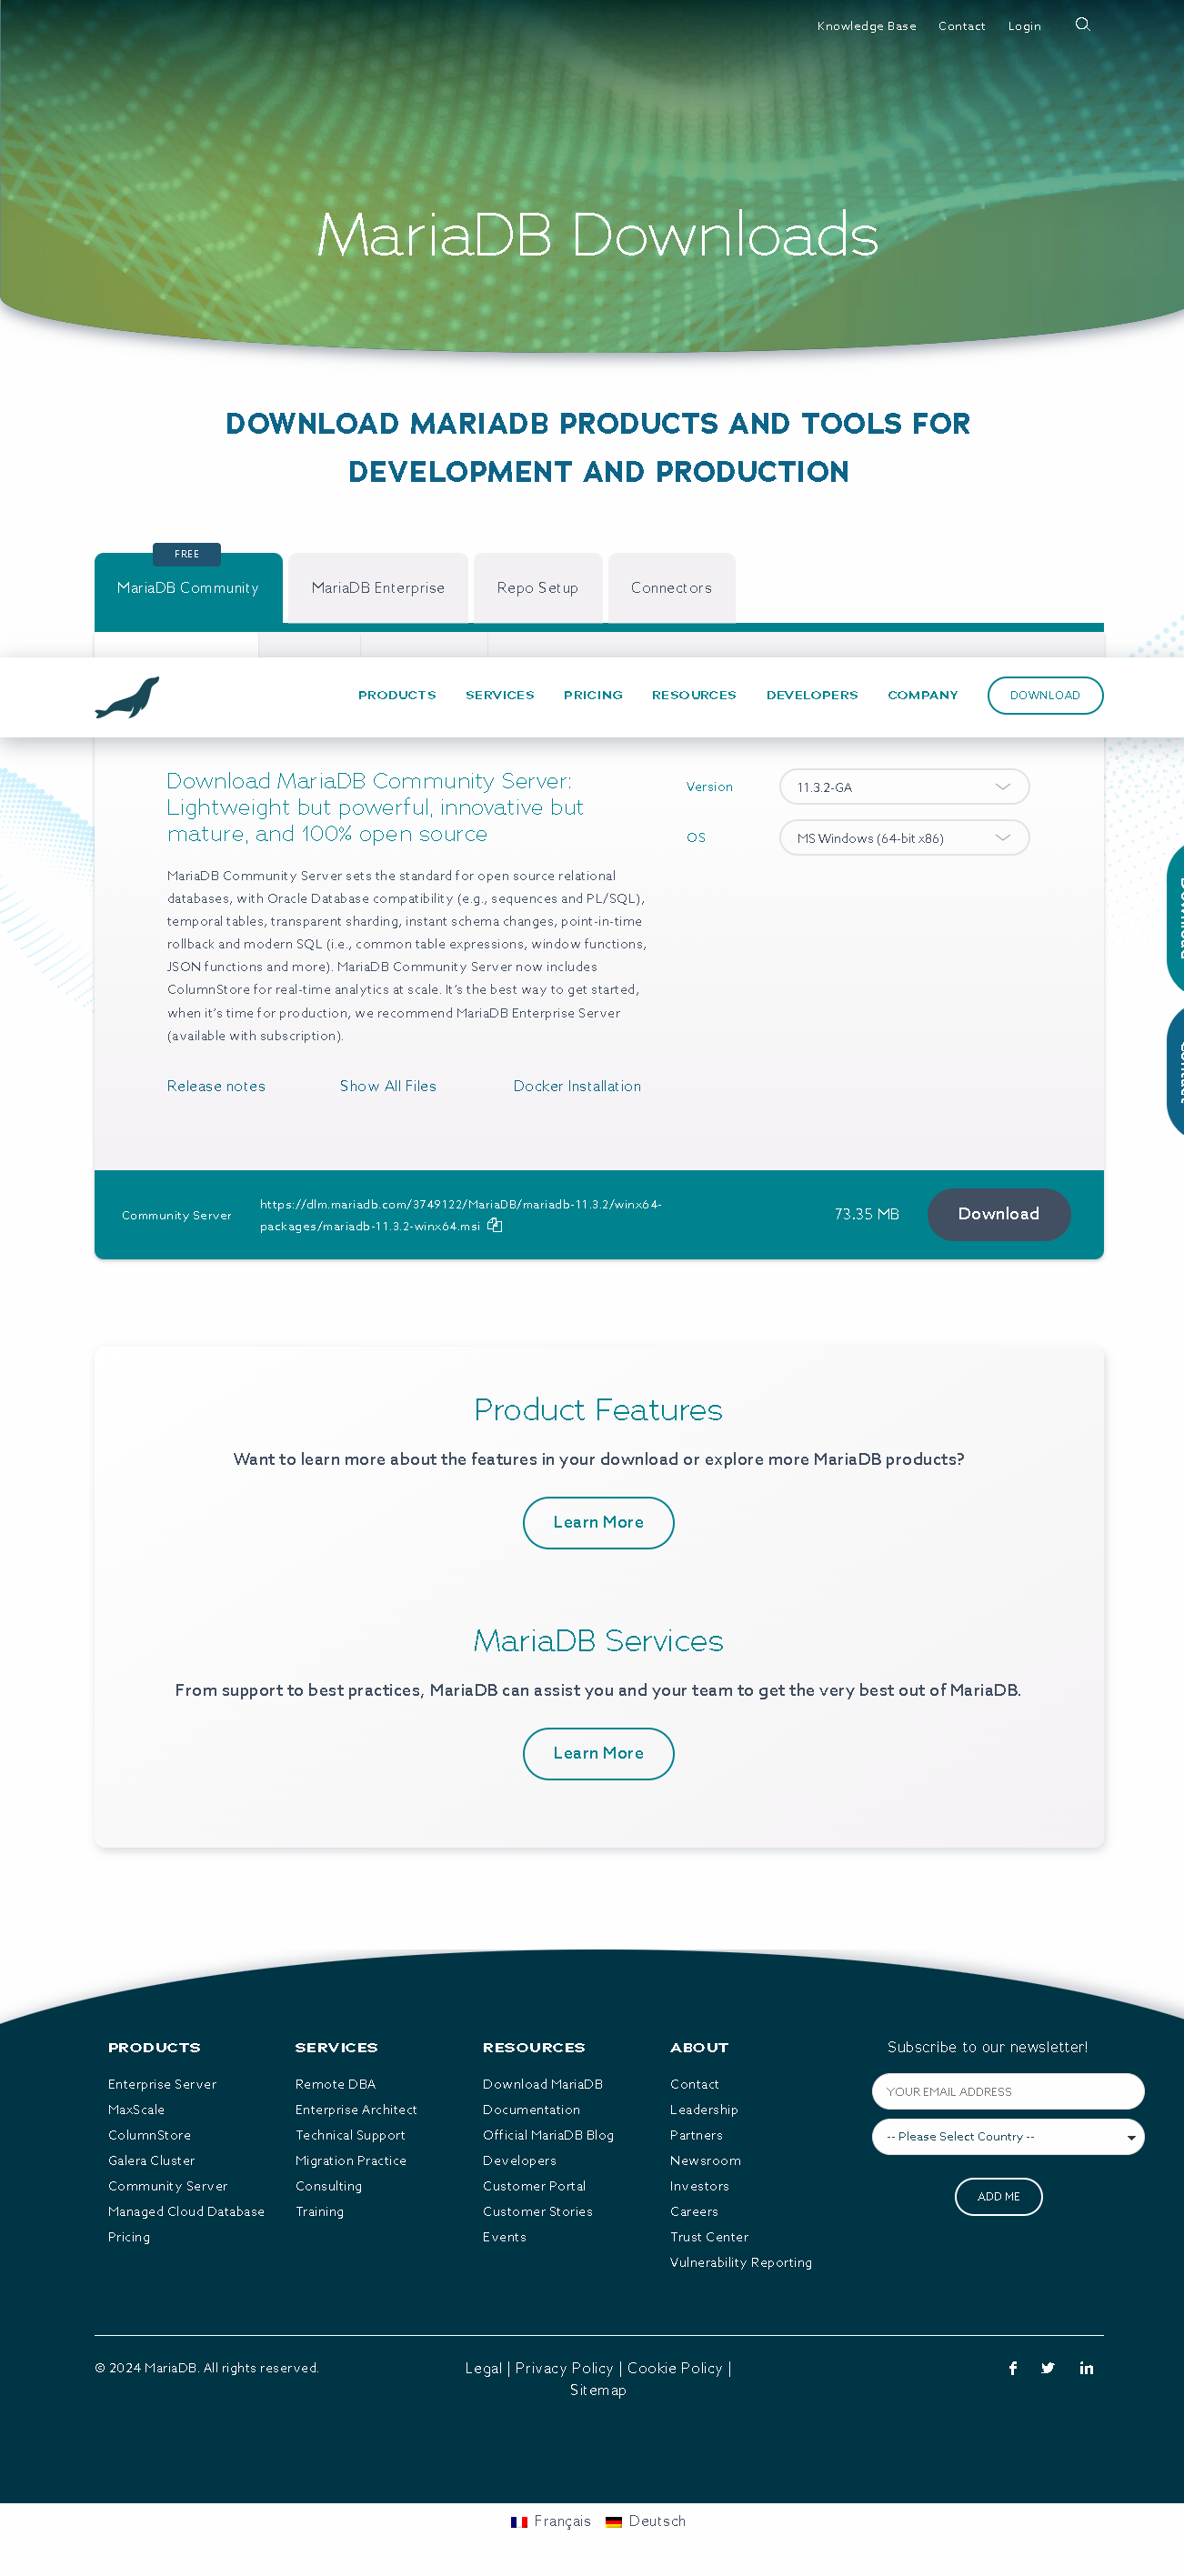 Knowledge Base Contact Login
MariaDB Downloads
DOWNLOAD MARIADB PRODUCTS AND TOOLS FOR
DEVELOPMENT AND PRODUCTION
FREE
MariaDB Community MariaDB Enterprise Repo Setup Connectors
PRODUCTS SERVICES PRICING RESOURCES DEVELOPERS COMPANY DOWNLOAD
Download MariaDB Community Server:
Lightweight but powerful, innovative but
mature, and 100% open source
Version 11.3.2-GA
OS MS Windows (64-bit x86)
MariaDB Community Server sets the standard for open source relational
databases, with Oracle Database compatibility (e.g., sequences and PL/SQL),
temporal tables, transparent sharding, instant schema changes, point-in-time
rollback and modern SQL (i.e., common table expressions, window functions,
JSON functions and more). MariaDB Community Server now includes
ColumnStore for real-time analytics at scale. It’s the best way to get started,
when it’s time for production, we recommend MariaDB Enterprise Server
(available with subscription).
Release notes Show All Files Docker Installation
Community Server
https://dlm.mariadb.com/3749122/MariaDB/mariadb-11.3.2/winx64-
packages/mariadb-11.3.2-winx64.msi
73.35 MB Download
Product Features
Want to learn more about the features in your download or explore more MariaDB products?
Learn More
MariaDB Services
From support to best practices, MariaDB can assist you and your team to get the very best out of MariaDB.
Learn More
PRODUCTS
Enterprise Server
MaxScale
ColumnStore
Galera Cluster
Community Server
Managed Cloud Database
Pricing
SERVICES
Remote DBA
Enterprise Architect
Technical Support
Migration Practice
Consulting
Training
RESOURCES
Download MariaDB
Documentation
Official MariaDB Blog
Developers
Customer Portal
Customer Stories
Events
ABOUT
Contact
Leadership
Partners
Newsroom
Investors
Careers
Trust Center
Vulnerability Reporting
Subscribe to our newsletter!
YOUR EMAIL ADDRESS
-- Please Select Country --
ADD ME
© 2024 MariaDB. All rights reserved.
Legal | Privacy Policy | Cookie Policy |
Sitemap
Français Deutsch